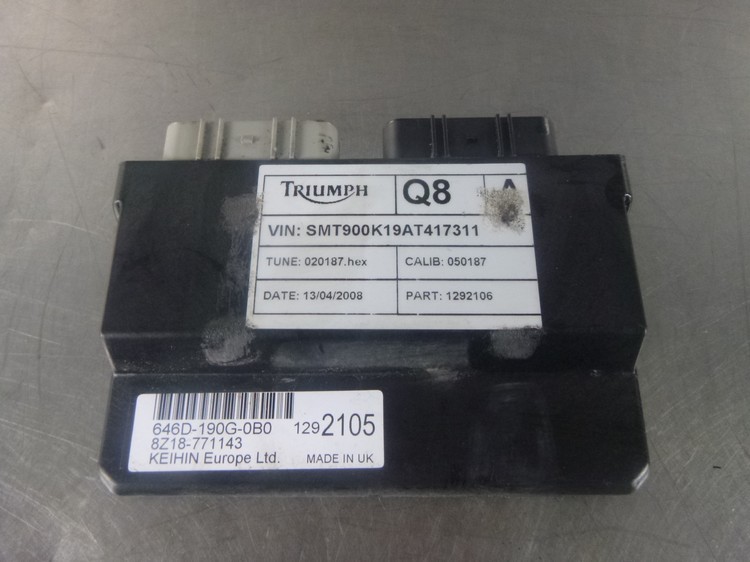 TRIUMPH Q8 A
VIN: SMT900K19AT417311
TUNE: 020187.hex CALIB: 050187
DATE: 13/04/2008 PART: 1292106
646D-190G-0B0 1292105
8Z18-771143
KEIHIN Europe Ltd. MADE IN UK